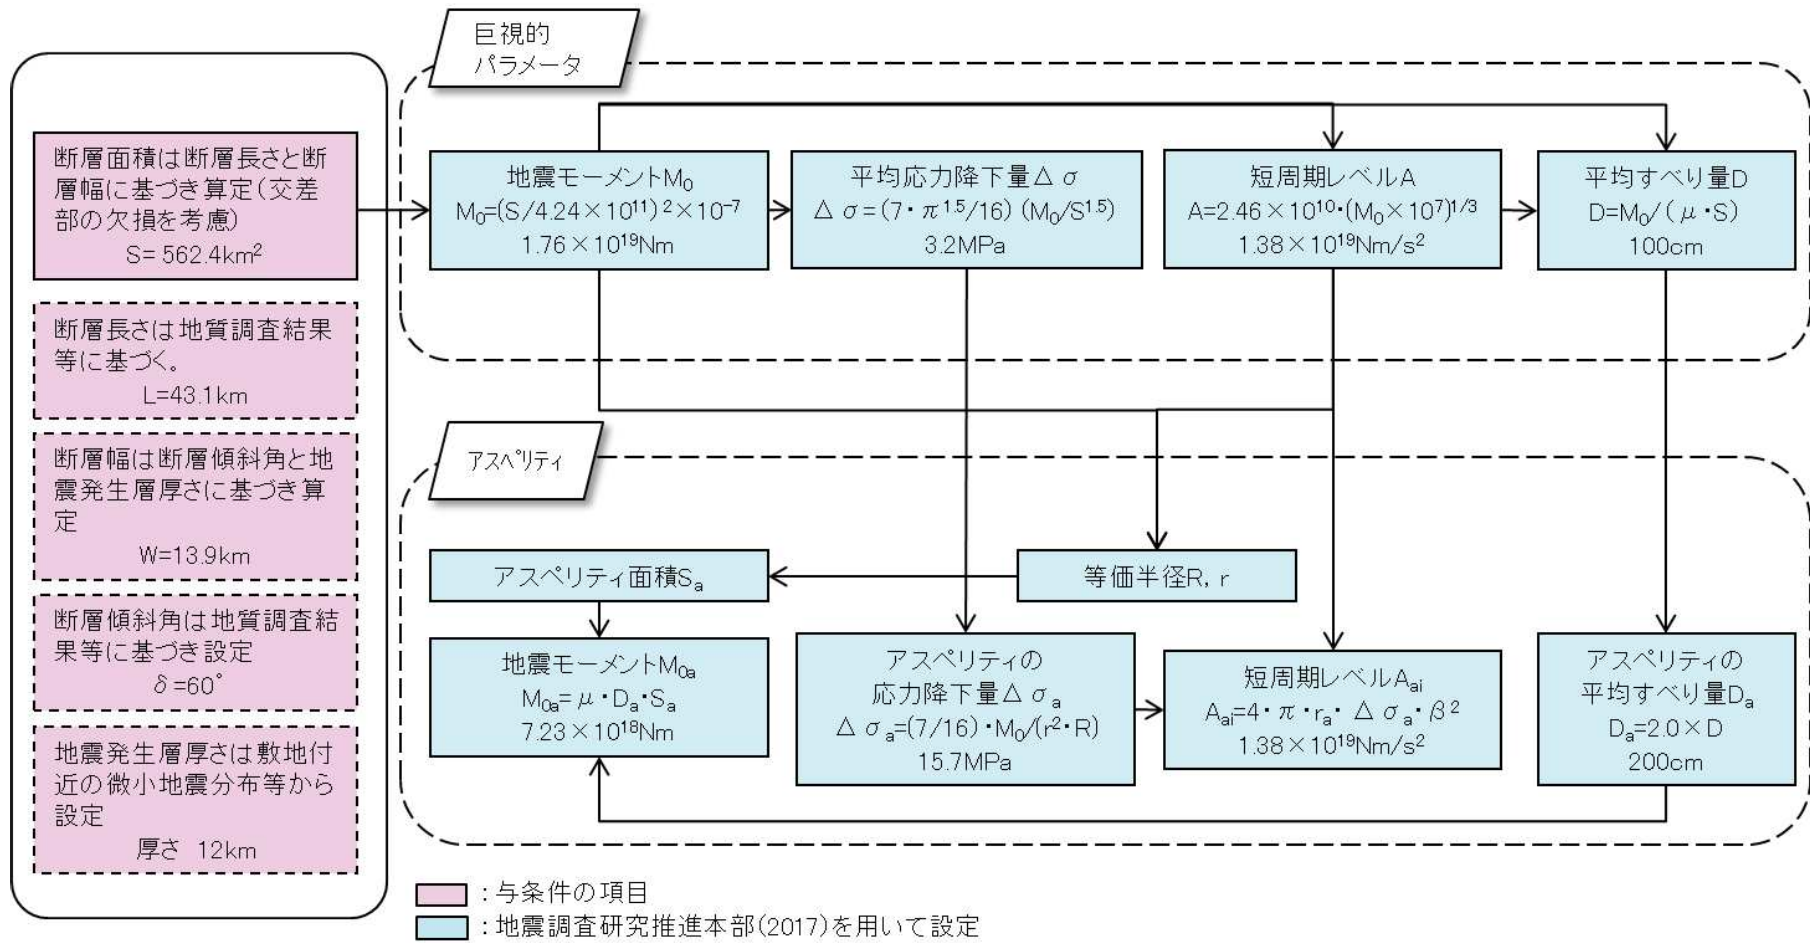 巨視的
パラメータ
断層面積は断層長さと断
層幅に基づき算定(交差
部の欠損を考慮)
S= 562.4km²
断層長さは地質調査結果
等に基づく。
L=43.1km
断層幅は断層傾斜角と地
震発生層厚さに基づき算
定
W=13.9km
断層傾斜角は地質調査結
果等に基づき設定
δ=60°
地震発生層厚さは敷地付
近の微小地震分布等から
設定
厚さ 12km
地震モーメントM₀
M₀=(S/4.24×10¹¹)²×10⁻⁷
1.76×10¹⁹Nm
平均応力降下量Δσ
Δσ=(7・π¹·⁵/16)(M₀/S¹·⁵)
3.2MPa
短周期レベルA
A=2.46×10¹⁰・(M₀×10⁷)¹/³
1.38×10¹⁹Nm/s²
平均すべり量D
D=M₀/(μ・S)
100cm
アスペリティ
アスペリティ面積Sₐ
等価半径R, r
地震モーメントM₀ₐ
M₀ₐ=μ・Dₐ・Sₐ
7.23×10¹⁸Nm
アスペリティの
応力降下量Δσₐ
Δσₐ=(7/16)・M₀/(r²・R)
15.7MPa
短周期レベルAₐᵢ
Aₐᵢ=4・π・rₐ・Δσₐ・β²
1.38×10¹⁹Nm/s²
アスペリティの
平均すべり量Dₐ
Dₐ=2.0×D
200cm
:与条件の項目
:地震調査研究推進本部(2017)を用いて設定